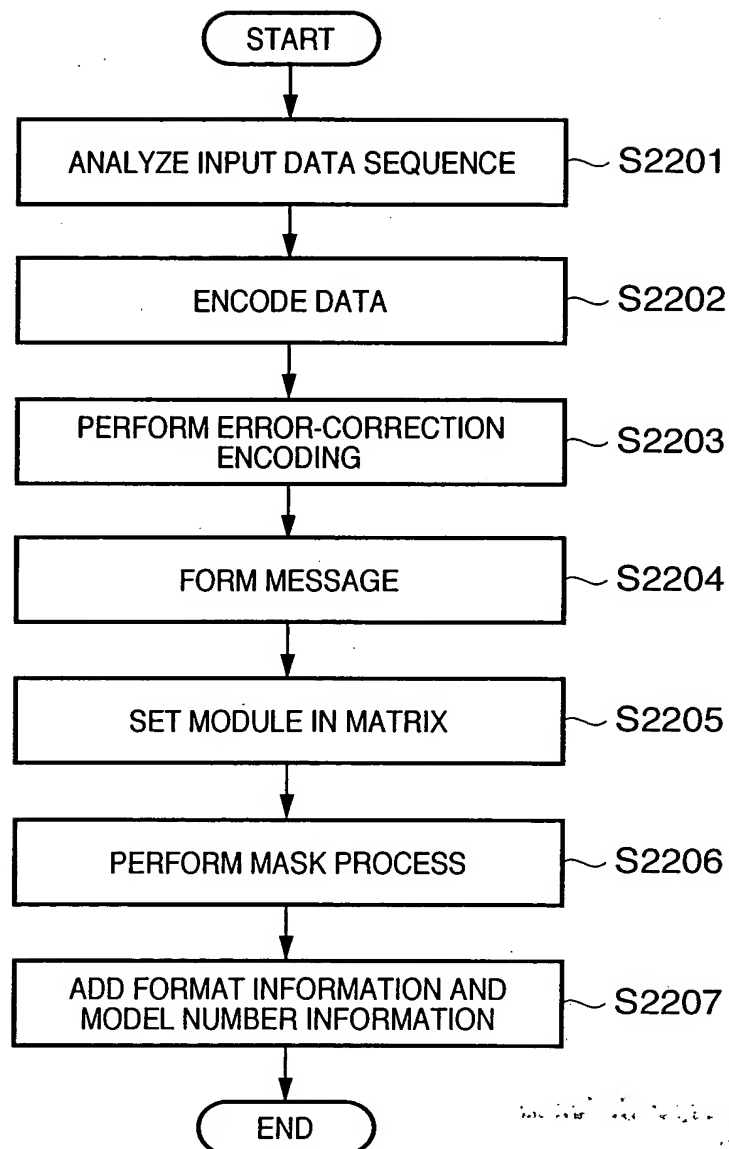 START
ANALYZE INPUT DATA SEQUENCE
S2201
ENCODE DATA
S2202
PERFORM ERROR-CORRECTION
ENCODING
S2203
FORM MESSAGE
S2204
SET MODULE IN MATRIX
S2205
PERFORM MASK PROCESS
S2206
ADD FORMAT INFORMATION AND
MODEL NUMBER INFORMATION
S2207
END